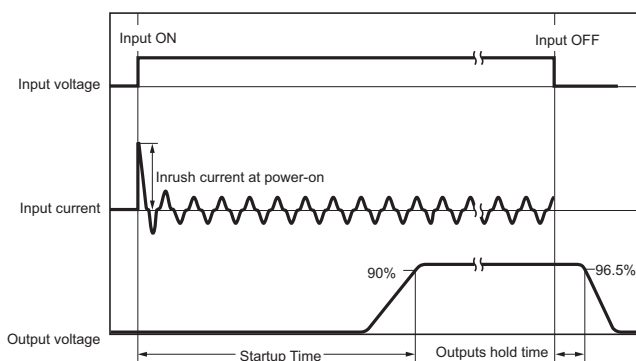 Input ON
Input OFF
Input voltage
Inrush current at power-on
Input current
90%
96.5%
Output voltage
Startup Time
Outputs hold time